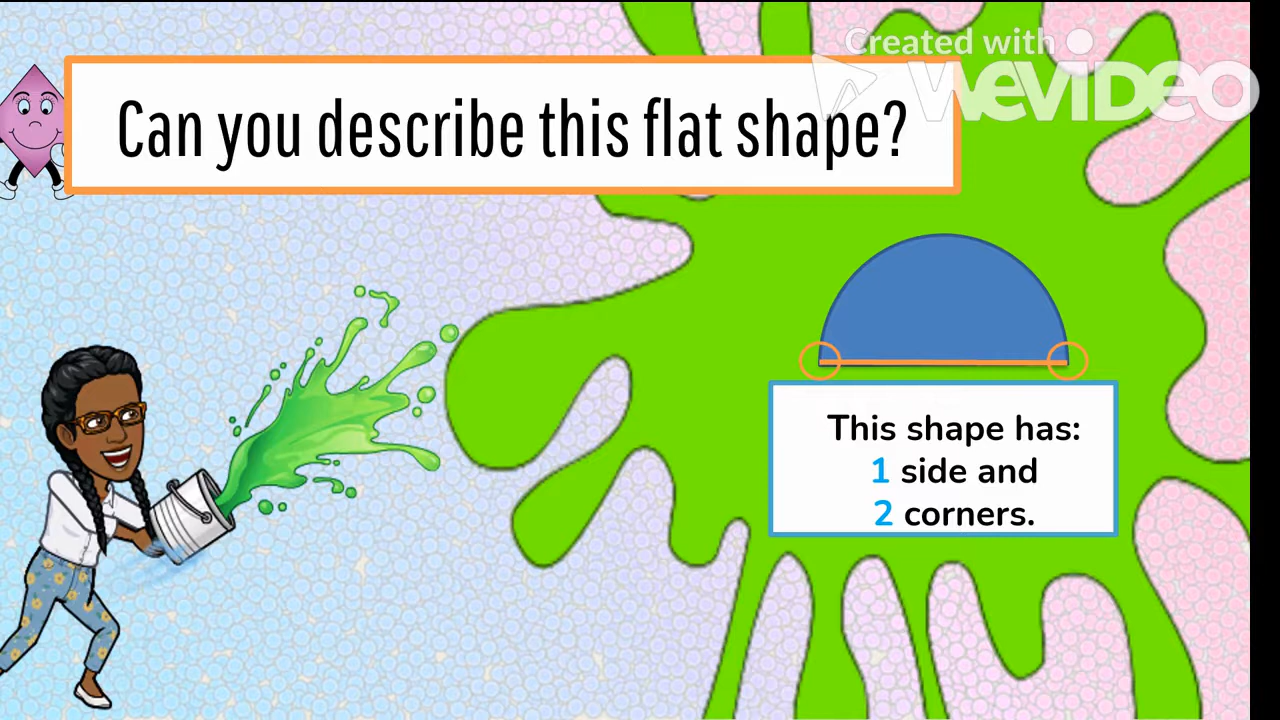 Created with
WEVIDEO
Can you describe this flat shape?
This shape has:
1 side and
2 corners.